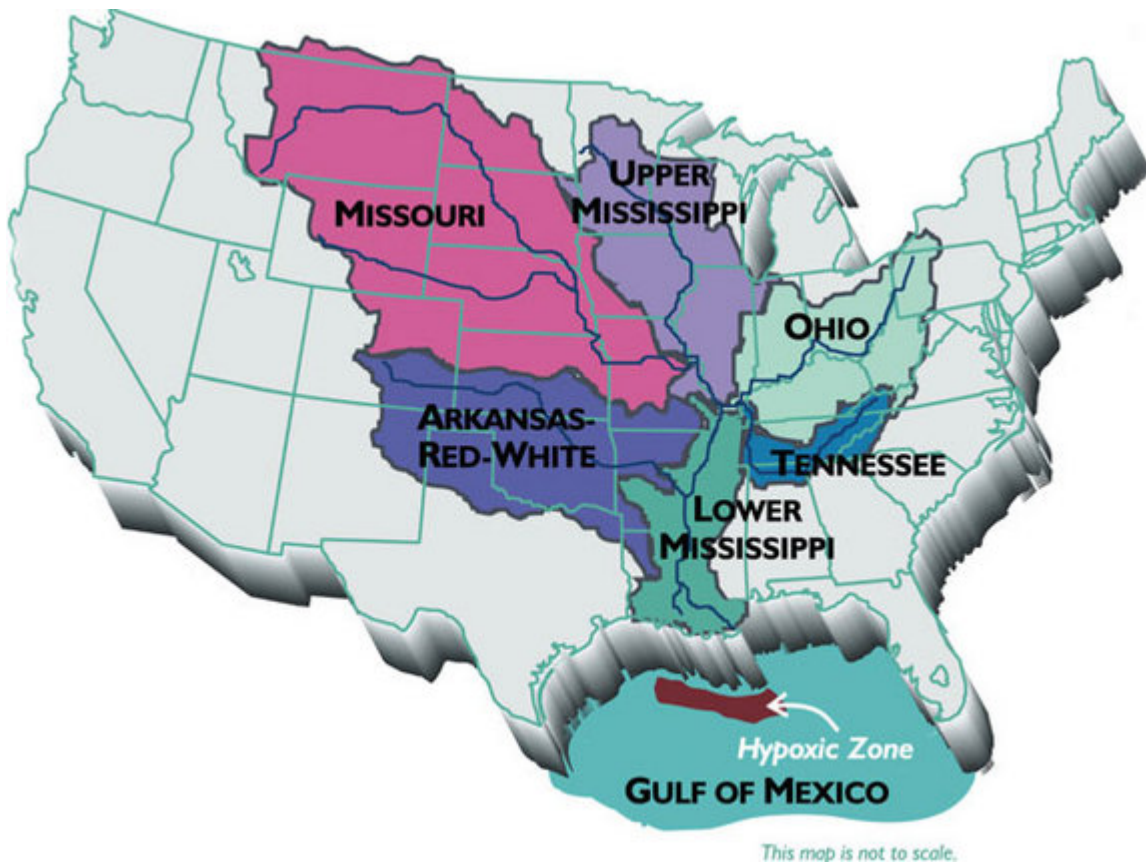 UPPER
MISSISSIPPI
MISSOURI
OHIO
ARKANSAS-
RED-WHITE
TENNESSEE
LOWER
MISSISSIPPI
Hypoxic Zone
GULF OF MEXICO
This map is not to scale.